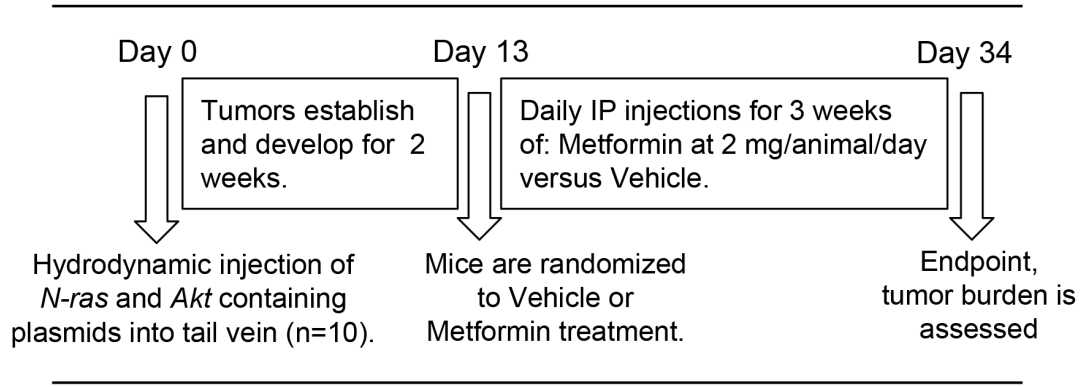 Day 0
Day 13
Day 34
Tumors establish
and develop for 2
weeks.
Daily IP injections for 3 weeks
of: Metformin at 2 mg/animal/day
versus Vehicle.
Hydrodynamic injection of
N-ras and Akt containing
plasmids into tail vein (n=10).
Mice are randomized
to Vehicle or
Metformin treatment.
Endpoint,
tumor burden is
assessed